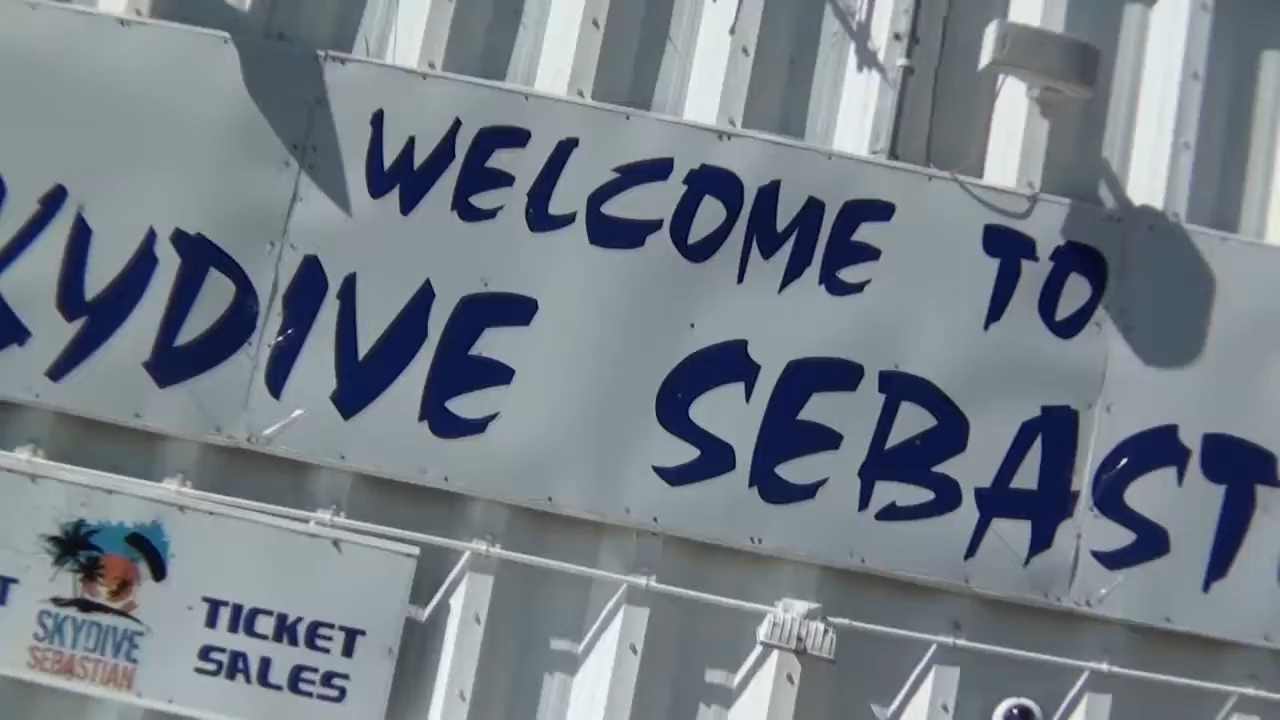 WELCOME TO
KYDIVE SEBAST
T
SKYDIVE
SEBASTIAN
TICKET
SALES